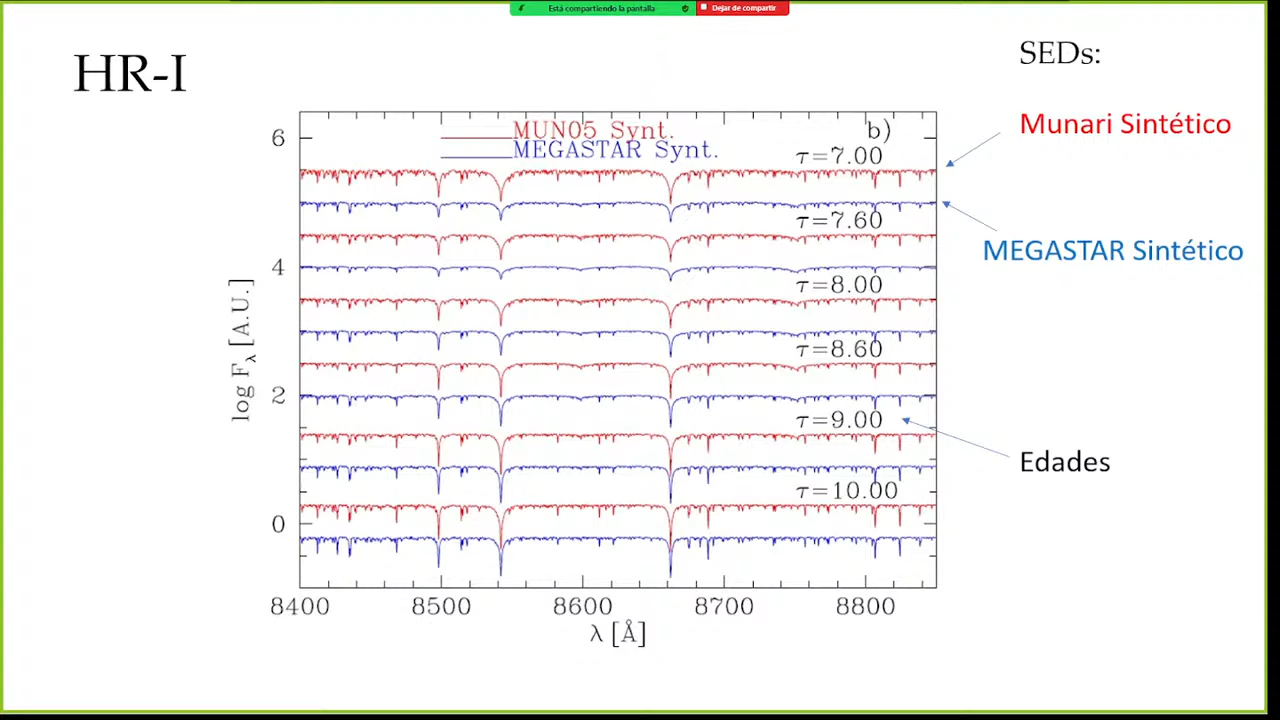 Está compartiendo la pantalla
Dejar de compartir
HR-I
SEDs:
Munari Sintético
MEGASTAR Sintético
Edades
MUN05 Synt.
MEGASTAR Synt.
b)
τ=7.00
τ=7.60
τ=8.00
τ=8.60
τ=9.00
τ=10.00
6
4
2
0
log Fλ [A.U.]
8400 8500 8600 8700 8800
λ [Å]